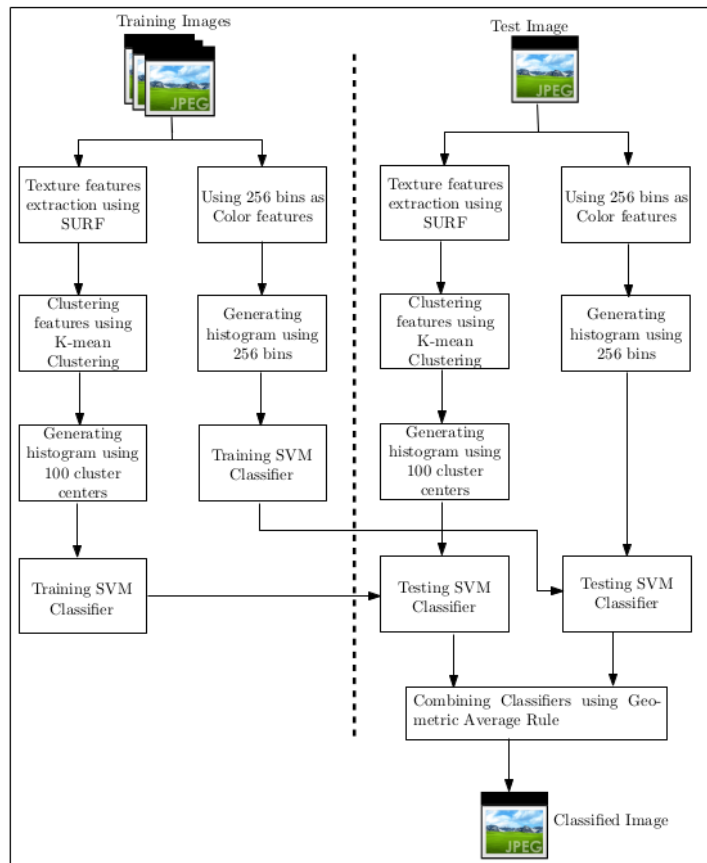 Training Images
JPEG
Test Image
JPEG
Texture features
extraction using
SURF
Using 256 bins as
Color features
Texture features
extraction using
SURF
Using 256 bins as
Color features
Clustering
features using
K-mean
Clustering
Generating
histogram using
256 bins
Clustering
features using
K-mean
Clustering
Generating
histogram using
256 bins
Generating
histogram using
100 cluster
centers
Training SVM
Classifier
Generating
histogram using
100 cluster
centers
Training SVM
Classifier
Testing SVM
Classifier
Testing SVM
Classifier
Combining Classifiers using Geo-
metric Average Rule
JPEG
Classified Image